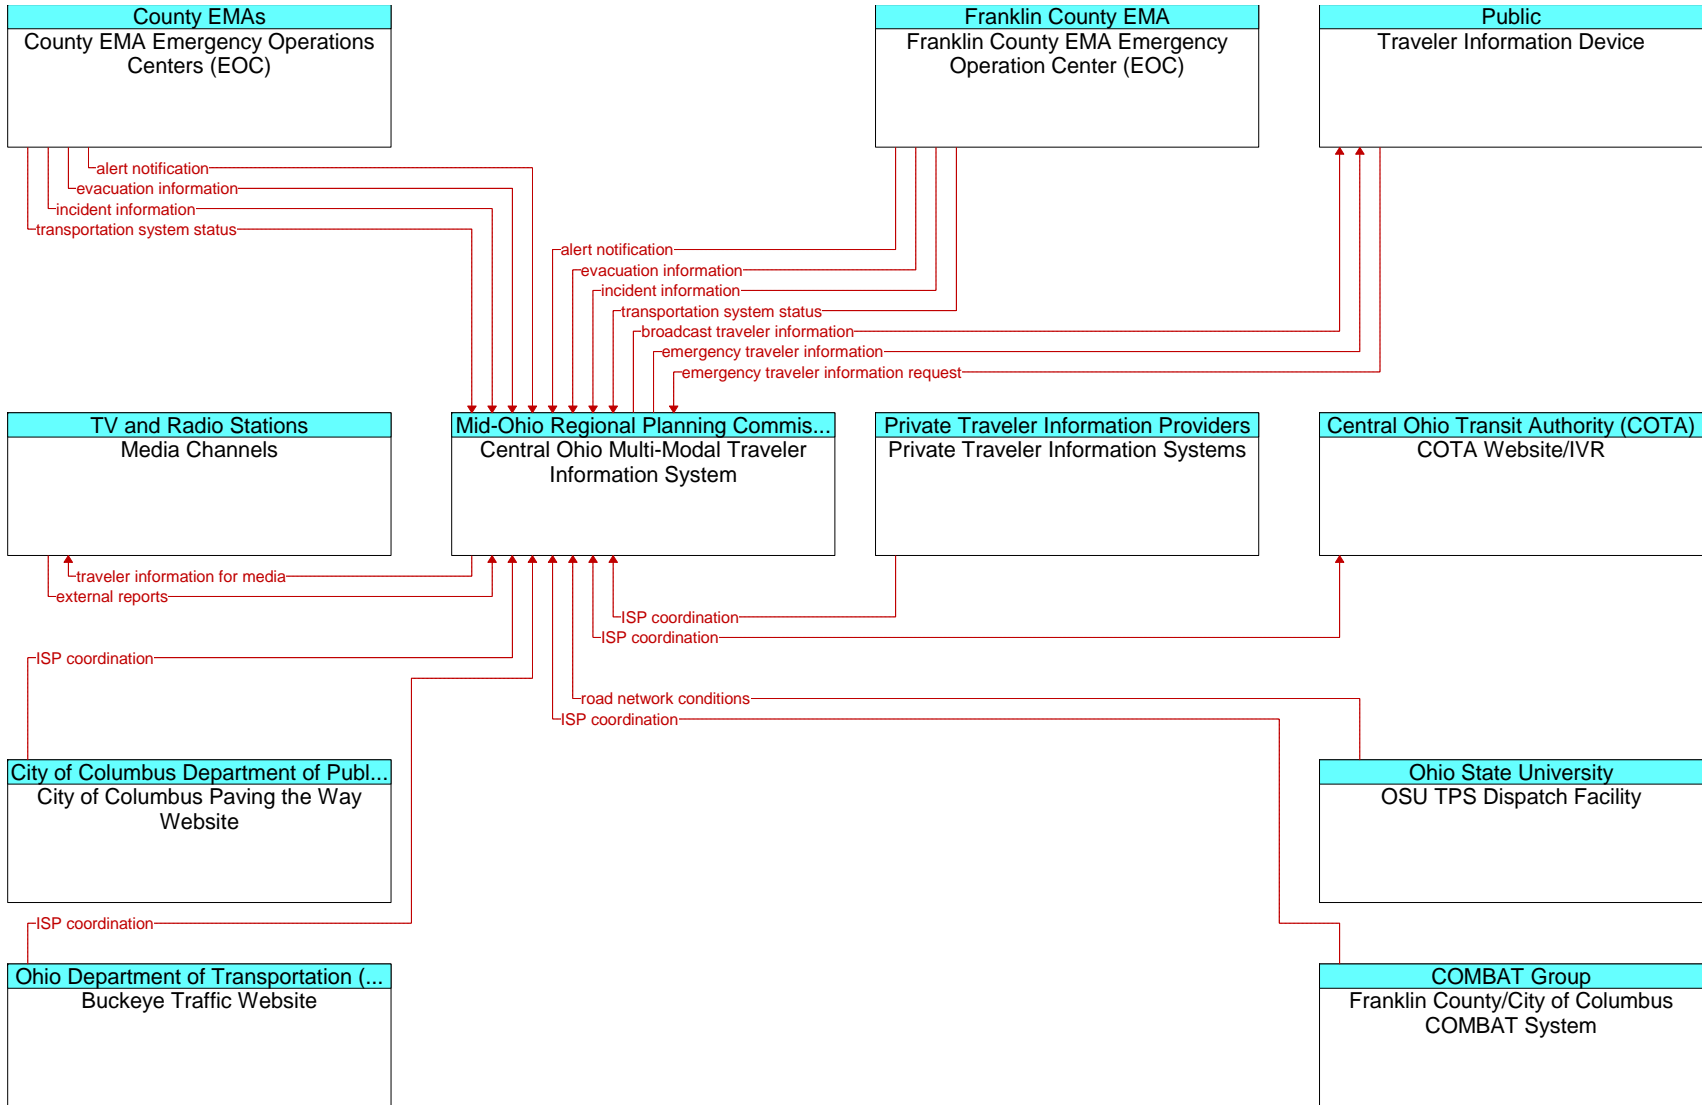 County EMAs
County EMA Emergency Operations
Centers (EOC)
Franklin County EMA
Franklin County EMA Emergency
Operation Center (EOC)
Public
Traveler Information Device
alert notification
evacuation information
incident information
transportation system status
alert notification
evacuation information
incident information
transportation system status
broadcast traveler information
emergency traveler information
emergency traveler information request
TV and Radio Stations
Media Channels
Mid-Ohio Regional Planning Commis...
Central Ohio Multi-Modal Traveler
Information System
Private Traveler Information Providers
Private Traveler Information Systems
Central Ohio Transit Authority (COTA)
COTA Website/IVR
traveler information for media
external reports
ISP coordination
ISP coordination
ISP coordination
road network conditions
ISP coordination
City of Columbus Department of Publ...
City of Columbus Paving the Way
Website
Ohio State University
OSU TPS Dispatch Facility
ISP coordination
Ohio Department of Transportation (...
Buckeye Traffic Website
COMBAT Group
Franklin County/City of Columbus
COMBAT System